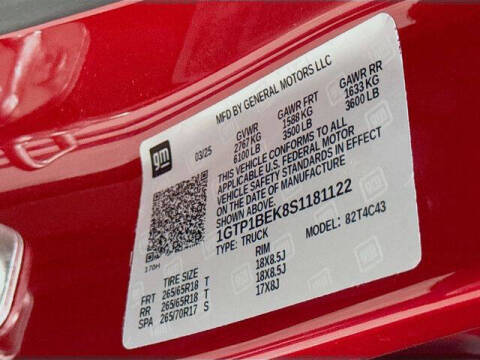 MFD BY GENERAL MOTORS LLC
gm
03/25
GVWR GAWR FRT GAWR RR
2767 KG 1588 KG 1633 KG
6100 LB 3500 LB 3600 LB
THIS VEHICLE CONFORMS TO ALL
APPLICABLE U.S. FEDERAL MOTOR
VEHICLE SAFETY STANDARDS IN EFFECT
ON THE DATE OF MANUFACTURE
SHOWN ABOVE.
1GTP1BEK8S1181122
TYPE: TRUCK MODEL: 82T4C43
170H
TIRE SIZE RIM
FRT 265/65R18 T 18X8.5J
RR 265/65R18 T 18X8.5J
SPA 265/70R17 S 17X8J